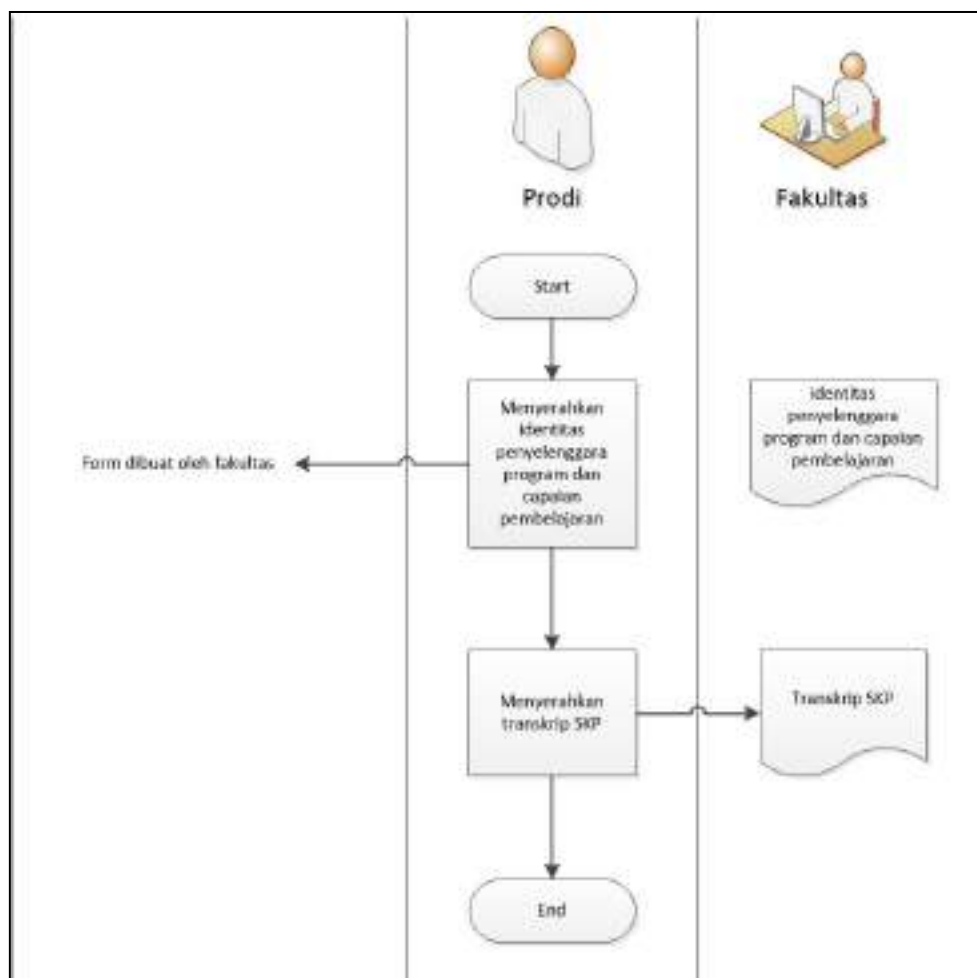 Prodi
Fakultas
Start
Menyerahkan
identitas
penyelenggara
program dan
capaian
pembelajaran
identitas
penyelenggara
program dan capaian
pembelajaran
Form dibuat oleh fakultas
Menyerahkan
transkrip SKP
Transkrip SKP
End